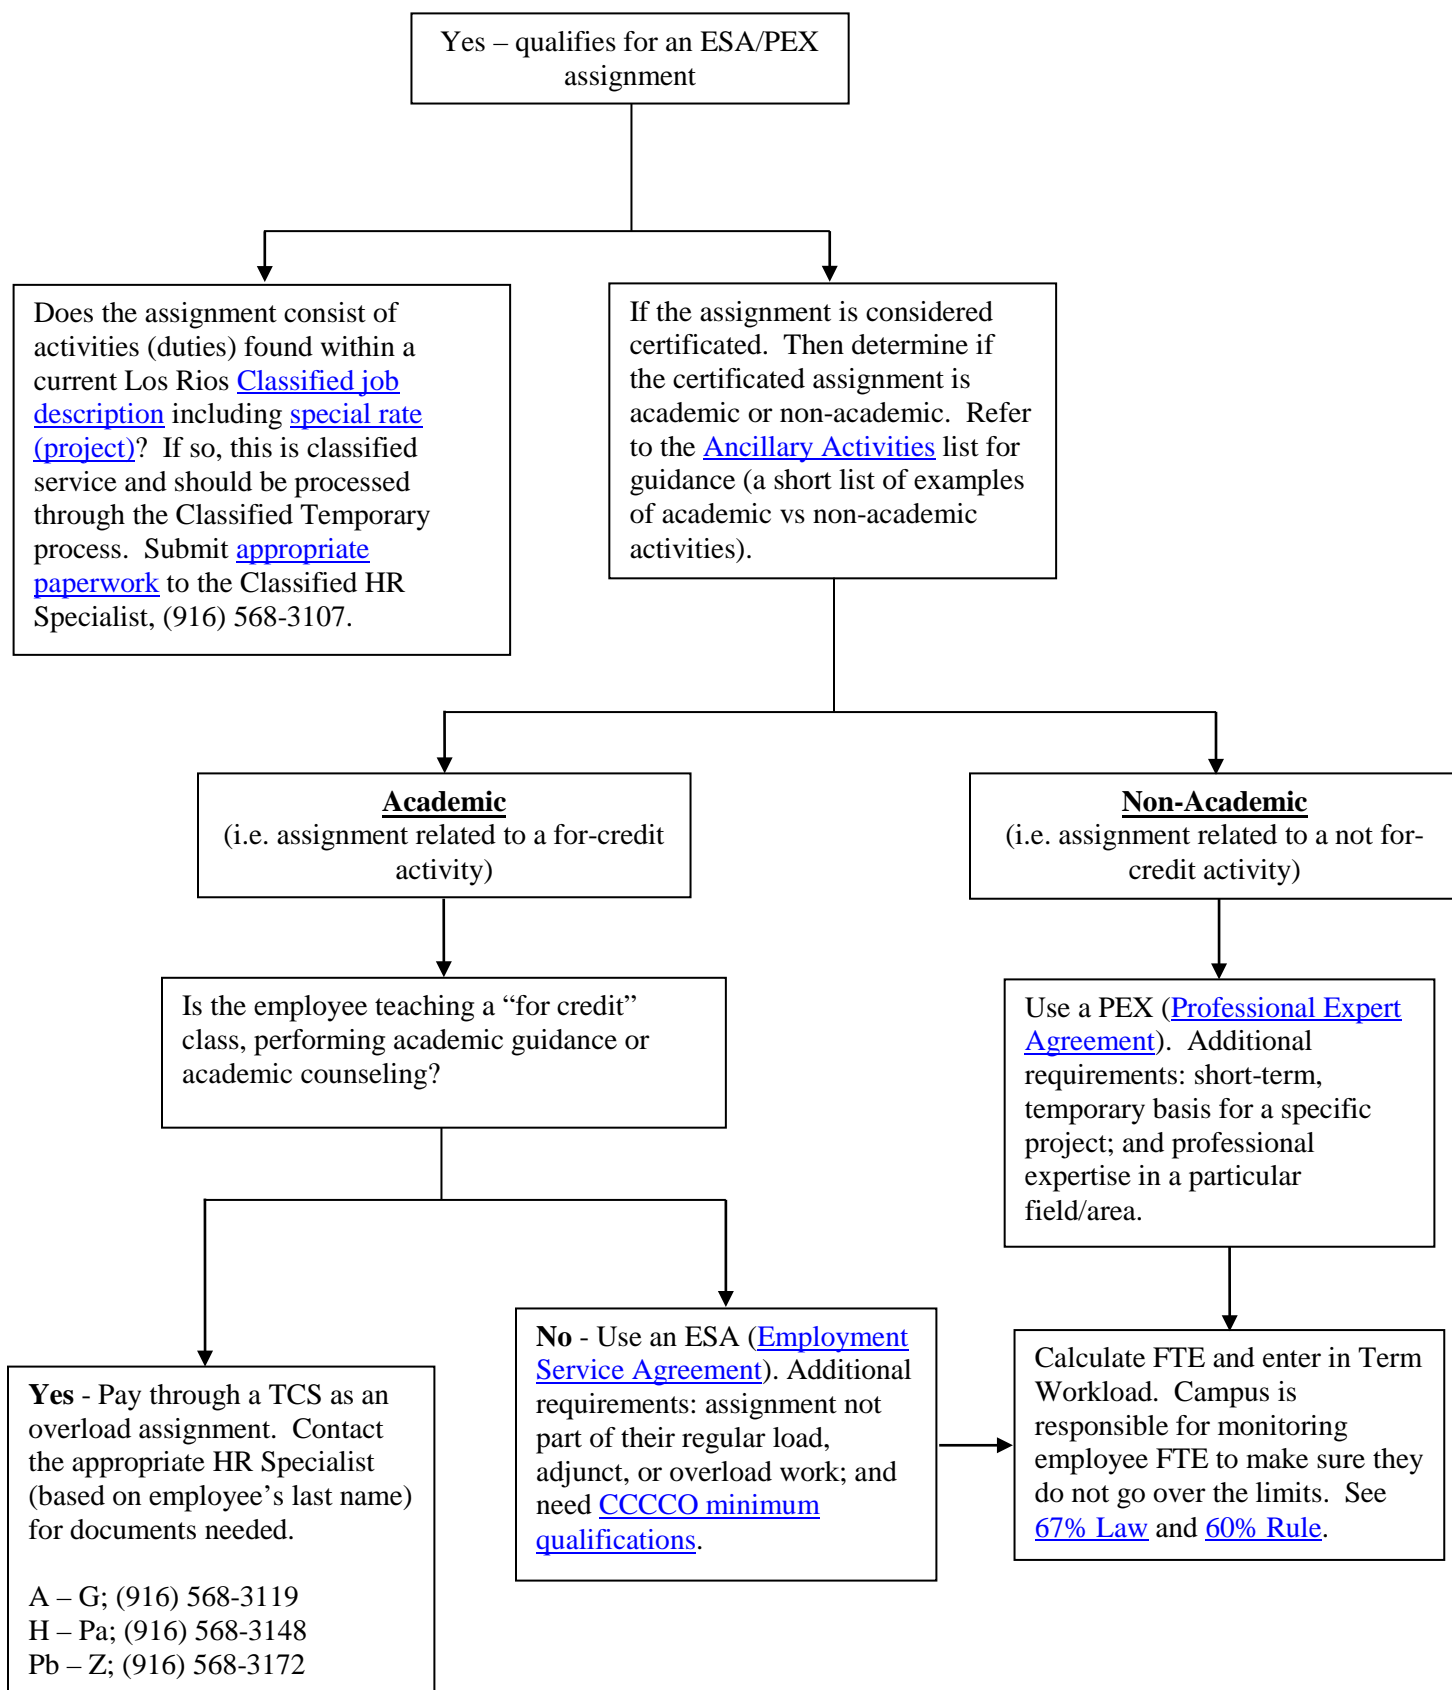 Yes – qualifies for an ESA/PEX
assignment
Does the assignment consist of
activities (duties) found within a
current Los Rios Classified job
description including special rate
(project)? If so, this is classified
service and should be processed
through the Classified Temporary
process. Submit appropriate
paperwork to the Classified HR
Specialist, (916) 568-3107.
If the assignment is considered
certificated. Then determine if
the certificated assignment is
academic or non-academic. Refer
to the Ancillary Activities list for
guidance (a short list of examples
of academic vs non-academic
activities).
Academic
(i.e. assignment related to a for-credit
activity)
Non-Academic
(i.e. assignment related to a not for-
credit activity)
Is the employee teaching a “for credit”
class, performing academic guidance or
academic counseling?
Use a PEX (Professional Expert
Agreement). Additional
requirements: short-term,
temporary basis for a specific
project; and professional
expertise in a particular
field/area.
Yes - Pay through a TCS as an
overload assignment. Contact
the appropriate HR Specialist
(based on employee’s last name)
for documents needed.
A – G; (916) 568-3119
H – Pa; (916) 568-3148
Pb – Z; (916) 568-3172
No - Use an ESA (Employment
Service Agreement). Additional
requirements: assignment not
part of their regular load,
adjunct, or overload work; and
need CCCCO minimum
qualifications.
Calculate FTE and enter in Term
Workload. Campus is
responsible for monitoring
employee FTE to make sure they
do not go over the limits. See
67% Law and 60% Rule.